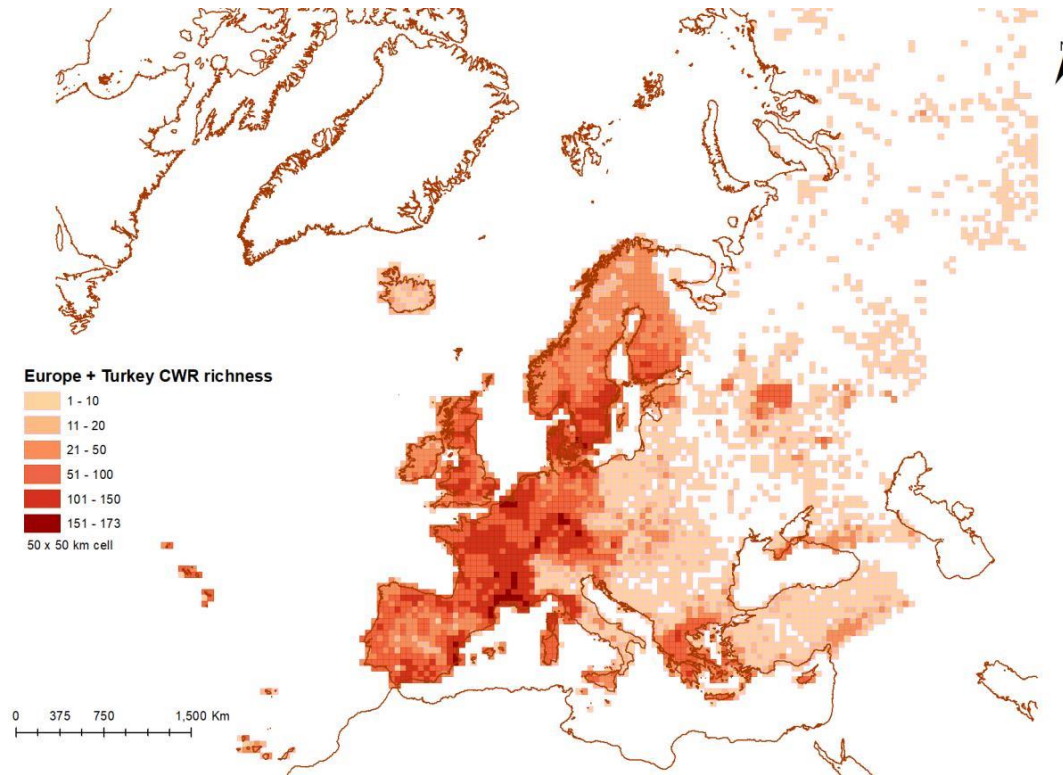 N
Europe + Turkey CWR richness
1 - 10
11 - 20
21 - 50
51 - 100
101 - 150
151 - 173
50 x 50 km cell
0 375 750 1,500 Km